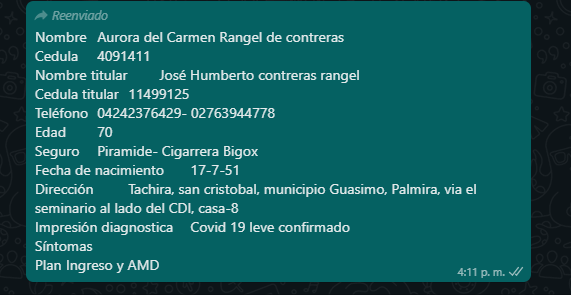 Reenviado
Nombre Aurora del Carmen Rangel de contreras
Cedula 4091411
Nombre titular José Humberto contreras rangel
Cedula titular 11499125
Teléfono 04242376429- 02763944778
Edad 70
Seguro Piramide- Cigarrera Bigox
Fecha de nacimiento 17-7-51
Dirección Tachira, san cristobal, municipio Guasimo, Palmira, via el
seminario al lado del CDI, casa-8
Impresión diagnostica Covid 19 leve confirmado
Síntomas
Plan Ingreso y AMD
4:11 p. m.